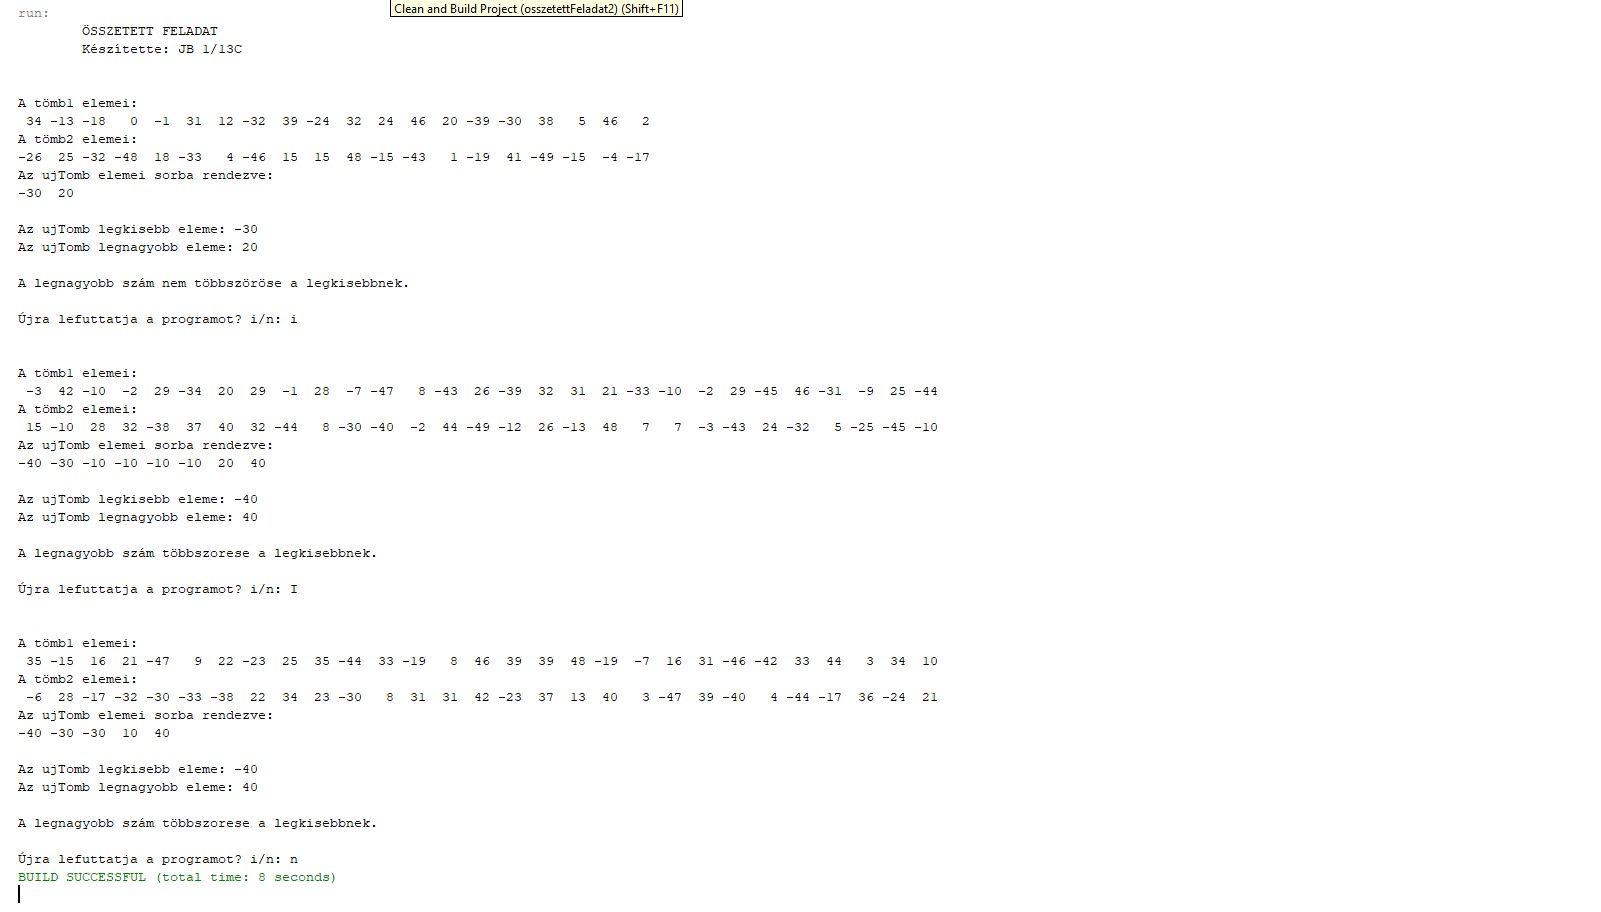 run:
Clean and Build Project (osszetettFeladat2) (Shift+F11)
ÖSSZETETT FELADAT
Készítette: JB 1/13C
A tömb1 elemei:
34 -13 -18 0 -1 31 12 -32 39 -24 32 24 46 20 -39 -30 38 5 46 2
A tömb2 elemei:
-26 25 -32 -48 18 -33 4 -46 15 15 48 -15 -43 1 -19 41 -49 -15 -4 -17
Az ujTomb elemei sorba rendezve:
-30 20
Az ujTomb legkisebb eleme: -30
Az ujTomb legnagyobb eleme: 20
A legnagyobb szám nem többszöröse a legkisebbnek.
Újra lefuttatja a programot? i/n: i
A tömb1 elemei:
-3 42 -10 -2 29 -34 20 29 -1 28 -7 -47 8 -43 26 -39 32 31 21 -33 -10 -2 29 -45 46 -31 -9 25 -44
A tömb2 elemei:
15 -10 28 32 -38 37 40 32 -44 8 -30 -40 -2 44 -49 -12 26 -13 48 7 7 -3 -43 24 -32 5 -25 -45 -10
Az ujTomb elemei sorba rendezve:
-40 -30 -10 -10 -10 -10 20 40
Az ujTomb legkisebb eleme: -40
Az ujTomb legnagyobb eleme: 40
A legnagyobb szám többszorese a legkisebbnek.
Újra lefuttatja a programot? i/n: I
A tömb1 elemei:
35 -15 16 21 -47 9 22 -23 25 35 -44 33 -19 8 46 39 39 48 -19 -7 16 31 -46 -42 33 44 3 34 10
A tömb2 elemei:
-6 28 -17 -32 -30 -33 -38 22 34 23 -30 8 31 31 42 -23 37 13 40 3 -47 39 -40 4 -44 -17 36 -24 21
Az ujTomb elemei sorba rendezve:
-40 -30 -30 10 40
Az ujTomb legkisebb eleme: -40
Az ujTomb legnagyobb eleme: 40
A legnagyobb szám többszorese a legkisebbnek.
Újra lefuttatja a programot? i/n: n
BUILD SUCCESSFUL (total time: 8 seconds)